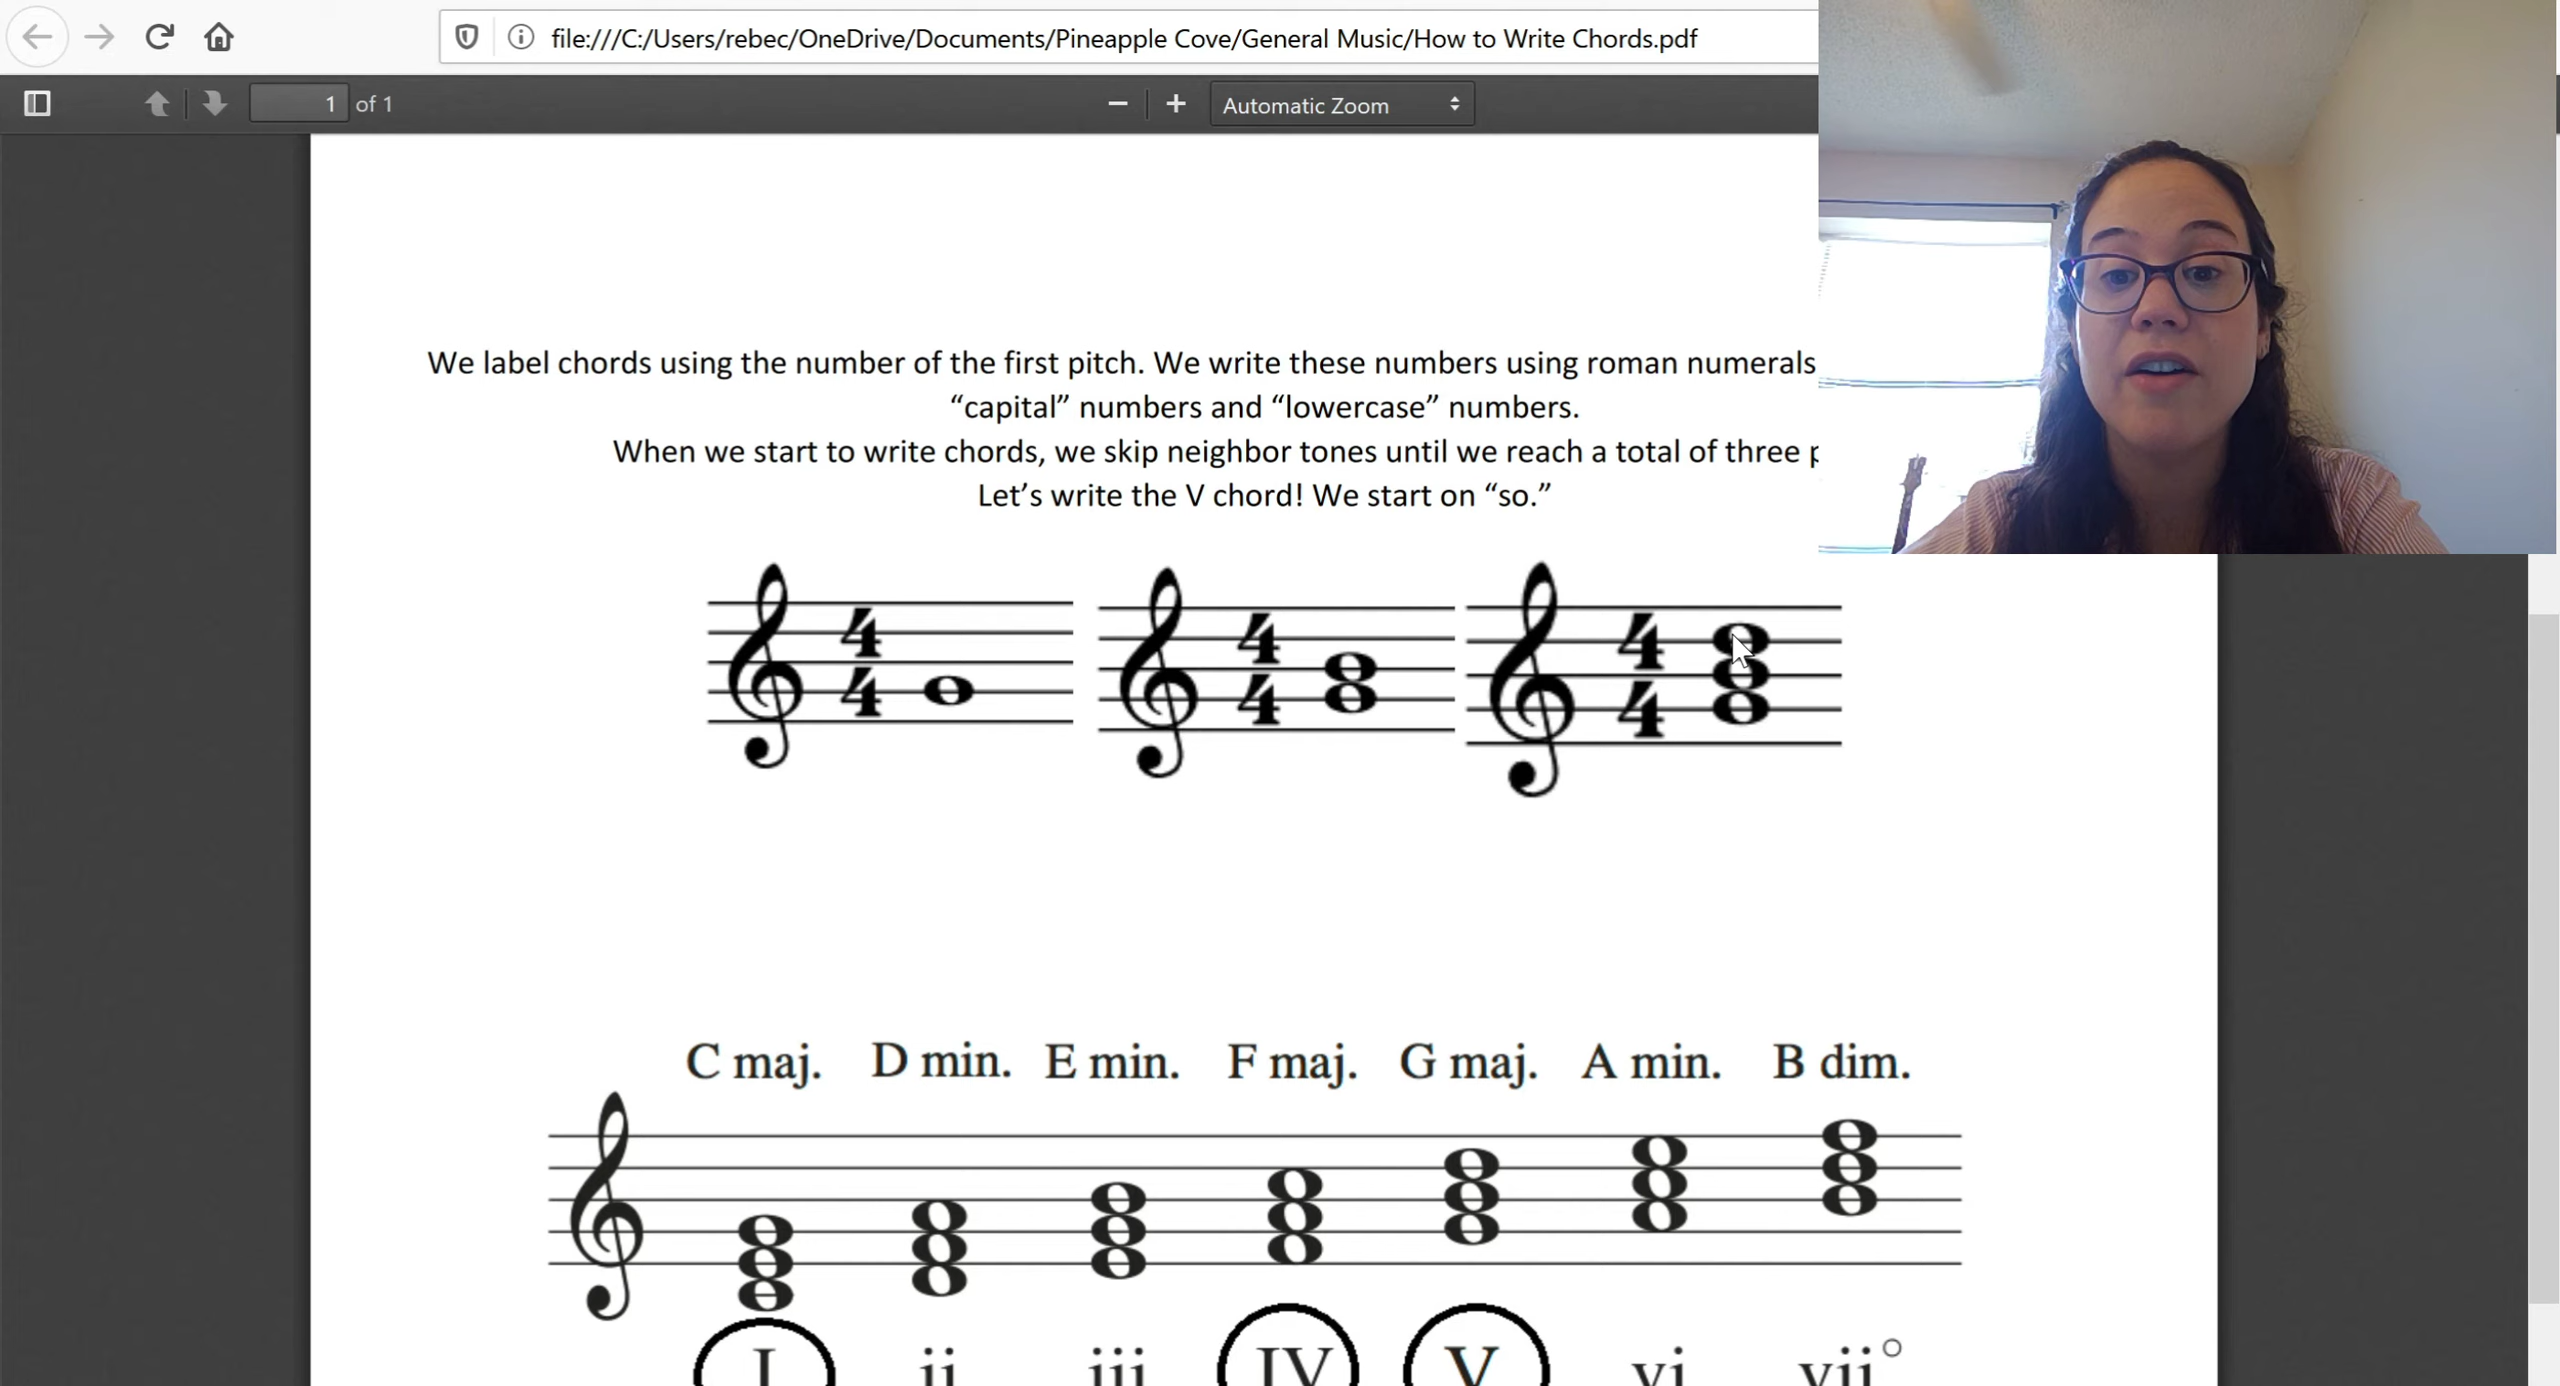 file:///C:/Users/rebec/OneDrive/Documents/Pineapple Cove/General Music/How to Write Chords.pdf
1 of 1
Automatic Zoom
We label chords using the number of the first pitch. We write these numbers using roman numerals
“capital” numbers and “lowercase” numbers.
When we start to write chords, we skip neighbor tones until we reach a total of three
Let’s write the V chord! We start on “so.”
4 4 4
4 4 4
C maj. D min. E min. F maj. G maj. A min. B dim.
I ii iii IV V vi vii°